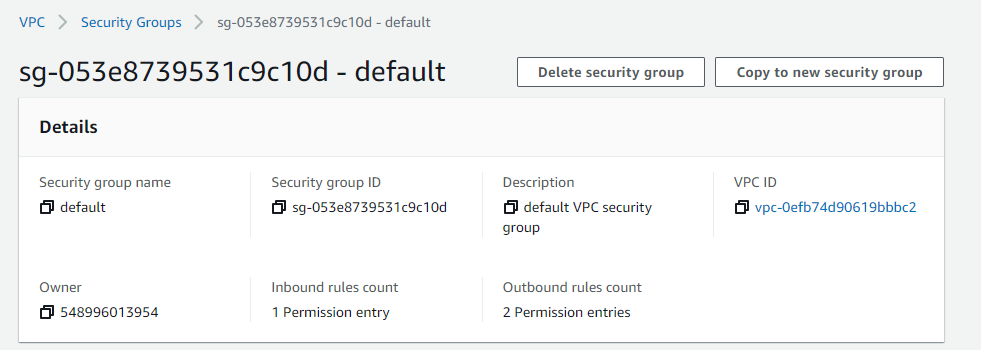 VPC > Security Groups > sg-053e8739531c9c10d - default
sg-053e8739531c9c10d - default
Delete security group
Copy to new security group
Details
Security group name
default
Security group ID
sg-053e8739531c9c10d
Description
default VPC security
group
VPC ID
vpc-0efb74d90619bbbc2
Owner
548996013954
Inbound rules count
1 Permission entry
Outbound rules count
2 Permission entries